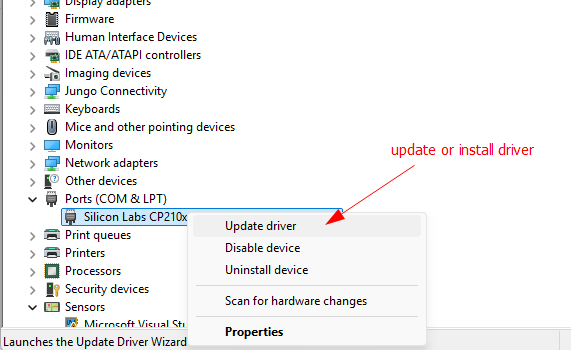 Display adapters
Firmware
Human Interface Devices
IDE ATA/ATAPI controllers
Imaging devices
Jungo Connectivity
Keyboards
Mice and other pointing devices
Monitors
update or install driver
Network adapters
Other devices
Ports (COM & LPT)
Silicon Labs CP210x
Update driver
Disable device
Uninstall device
Scan for hardware changes
Properties
Print queues
Printers
Processors
Security devices
Sensors
Microsoft Visual Stu
Launches the Update Driver Wizard